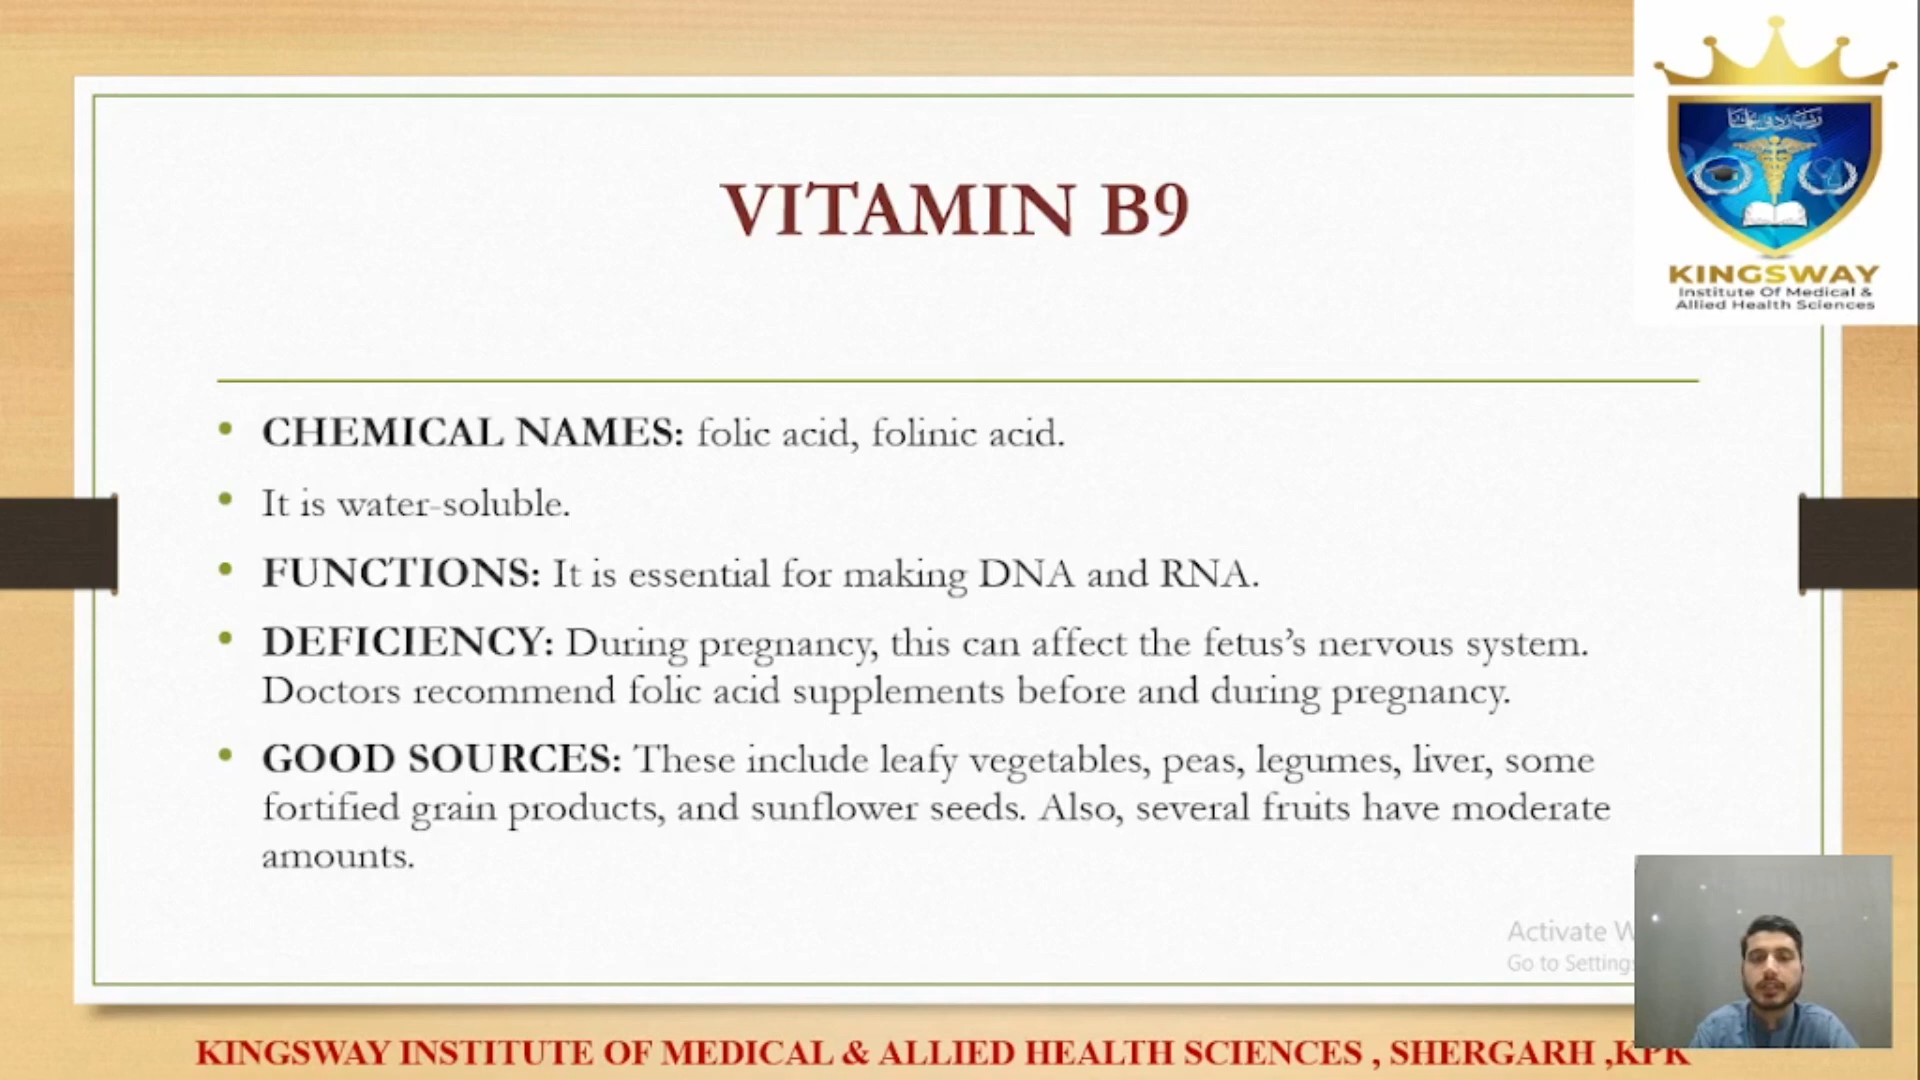 VITAMIN B9
KINGSWAY
Institute Of Medical &
Allied Health Sciences
• CHEMICAL NAMES: folic acid, folinic acid.
• It is water-soluble.
• FUNCTIONS: It is essential for making DNA and RNA.
• DEFICIENCY: During pregnancy, this can affect the fetus’s nervous system.
Doctors recommend folic acid supplements before and during pregnancy.
• GOOD SOURCES: These include leafy vegetables, peas, legumes, liver, some
fortified grain products, and sunflower seeds. Also, several fruits have moderate
amounts.
Activate
Go to Settings
KINGSWAY INSTITUTE OF MEDICAL & ALLIED HEALTH SCIENCES , SHERGARH ,KPK